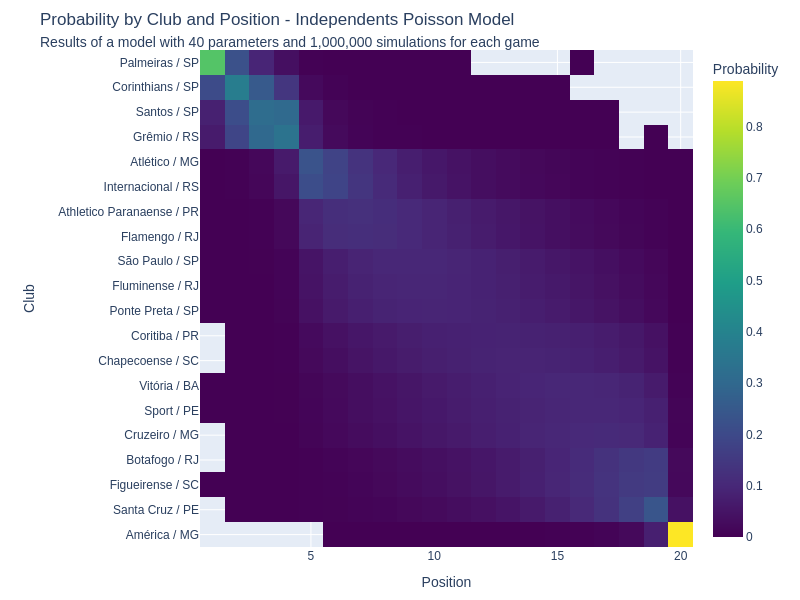 Probability by Club and Position - Independents Poisson Model
Results of a model with 40 parameters and 1,000,000 simulations for each game
Probability
Palmeiras / SP
Corinthians / SP
Santos / SP
Grêmio / RS
Atlético / MG
Internacional / RS
Athletico Paranaense / PR
Flamengo / RJ
São Paulo / SP
Fluminense / RJ
Ponte Preta / SP
Coritiba / PR
Chapecoense / SC
Vitória / BA
Sport / PE
Cruzeiro / MG
Botafogo / RJ
Figueirense / SC
Santa Cruz / PE
América / MG
Club
5
10
15
20
Position
0.8
0.7
0.6
0.5
0.4
0.3
0.2
0.1
0